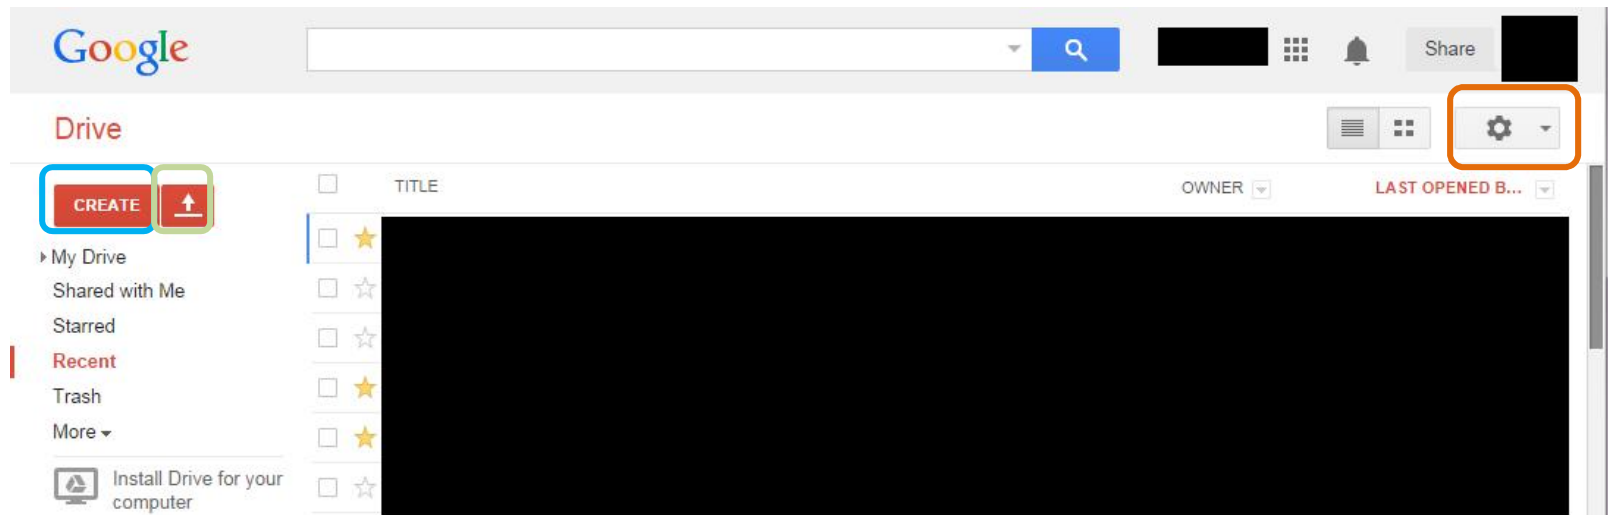 Google
Share
Drive
CREATE
TITLE
OWNER
LAST OPENED B...
My Drive
Shared with Me
Starred
Recent
Trash
More
Install Drive for your
computer